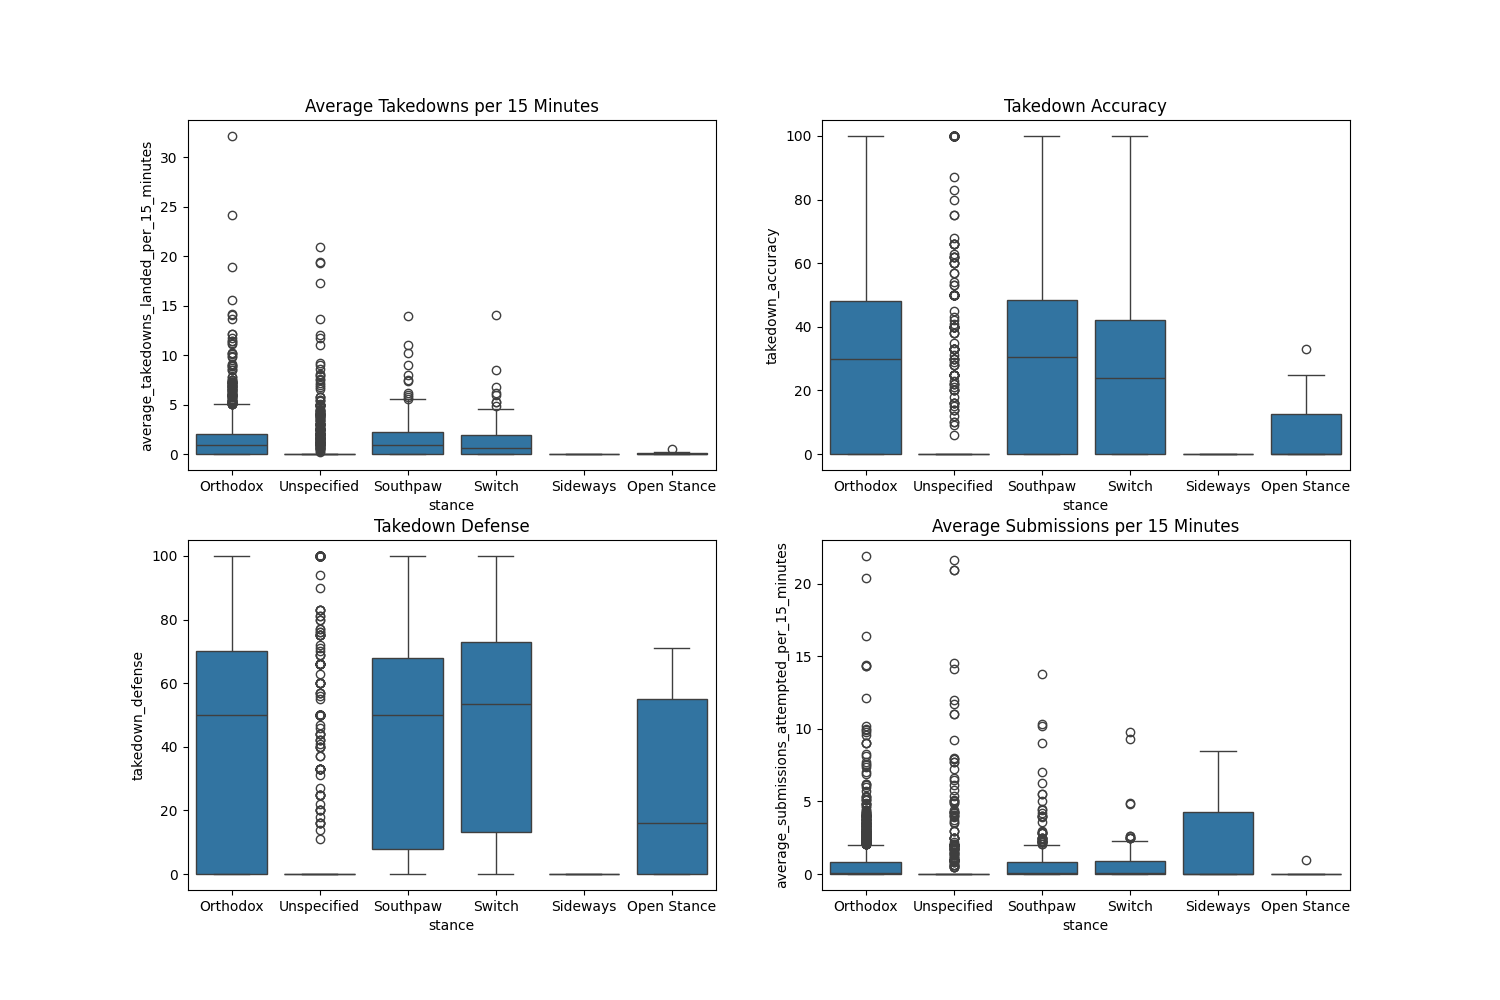 Average Takedowns per 15 Minutes
average_takedowns_landed_per_15_minutes
30
25
20
15
10
5
0
Orthodox Unspecified Southpaw Switch Sideways Open Stance
stance
Takedown Accuracy
takedown_accuracy
100
80
60
40
20
0
Orthodox Unspecified Southpaw Switch Sideways Open Stance
stance
Takedown Defense
takedown_defense
100
80
60
40
20
0
Orthodox Unspecified Southpaw Switch Sideways Open Stance
stance
Average Submissions per 15 Minutes
average_submissions_attempted_per_15_minutes
20
15
10
5
0
Orthodox Unspecified Southpaw Switch Sideways Open Stance
stance